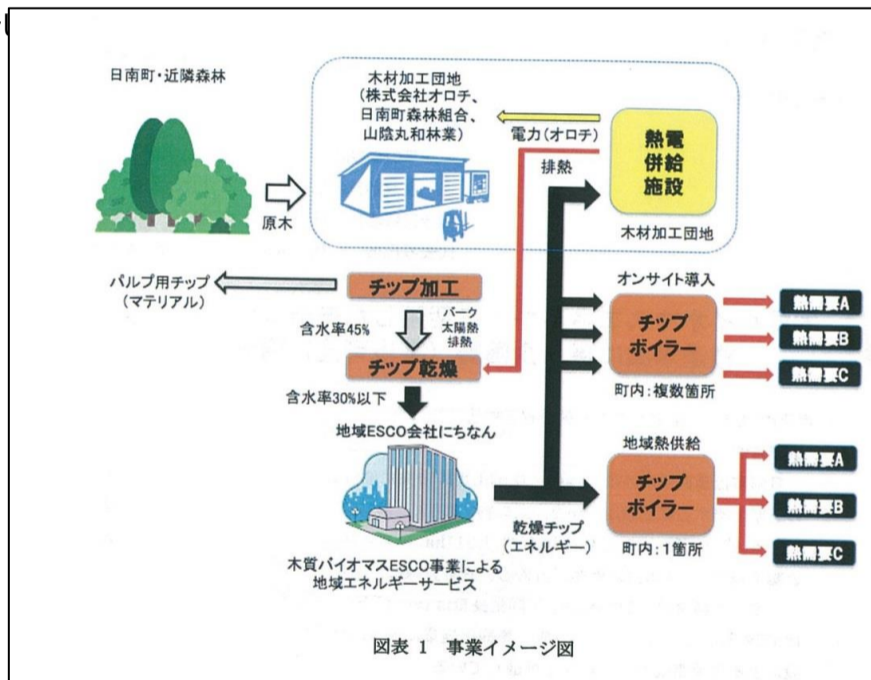 日南町・近隣森林
原木
木材加工団地
(株式会社オロチ、
日南町森林組合、
山陰丸和林業)
電力(オロチ)
排熱
熱電
併給
施設
木材加工団地
パルプ用チップ
(マテリアル)
チップ加工
含水率45%
バーク
太陽熱
排熱
チップ乾燥
含水率30%以下
地域ESCO会社にちなん
木質バイオマスESCO事業による
地域エネルギーサービス
乾燥チップ
(エネルギー)
オンサイト導入
チップ
ボイラー
町内:複数箇所
熱需要A
熱需要B
熱需要C
地域熱供給
チップ
ボイラー
町内:1箇所
熱需要A
熱需要B
熱需要C
図表 1 事業イメージ図